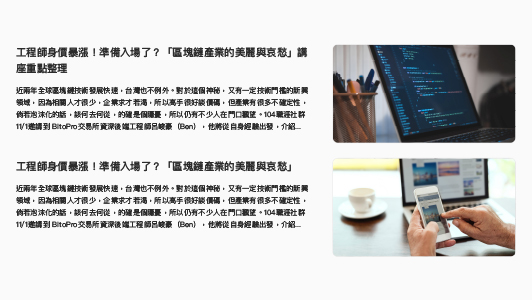 工程師身價暴漲！準備入場了？「區塊鏈產業的美麗與哀愁」講
座重點整理
近兩年全球區塊鏈技術發展快速，台灣也不例外。對於這個神秘，又有一定技術門檻的新興
領域，因為相關人才很少，企業求才若渴，所以高手很好談價碼，但產業有很多不確定性，
倘若泡沫化的話，該何去何從，的確是個隱憂，所以仍有不少人在門口觀望。104職涯社群
11/1邀請到 BitoPro交易所資深後端工程師呂峻豪（Ben），他將從自身經驗出發，介紹...
工程師身價暴漲！準備入場了？「區塊鏈產業的美麗與哀愁」
近兩年全球區塊鏈技術發展快速，台灣也不例外。對於這個神秘，又有一定技術門檻的新興
領域，因為相關人才很少，企業求才若渴，所以高手很好談價碼，但產業有很多不確定性，
倘若泡沫化的話，該何去何從，的確是個隱憂，所以仍有不少人在門口觀望。104職涯社群
11/1邀請到 BitoPro交易所資深後端工程師呂峻豪（Ben），他將從自身經驗出發，介紹...